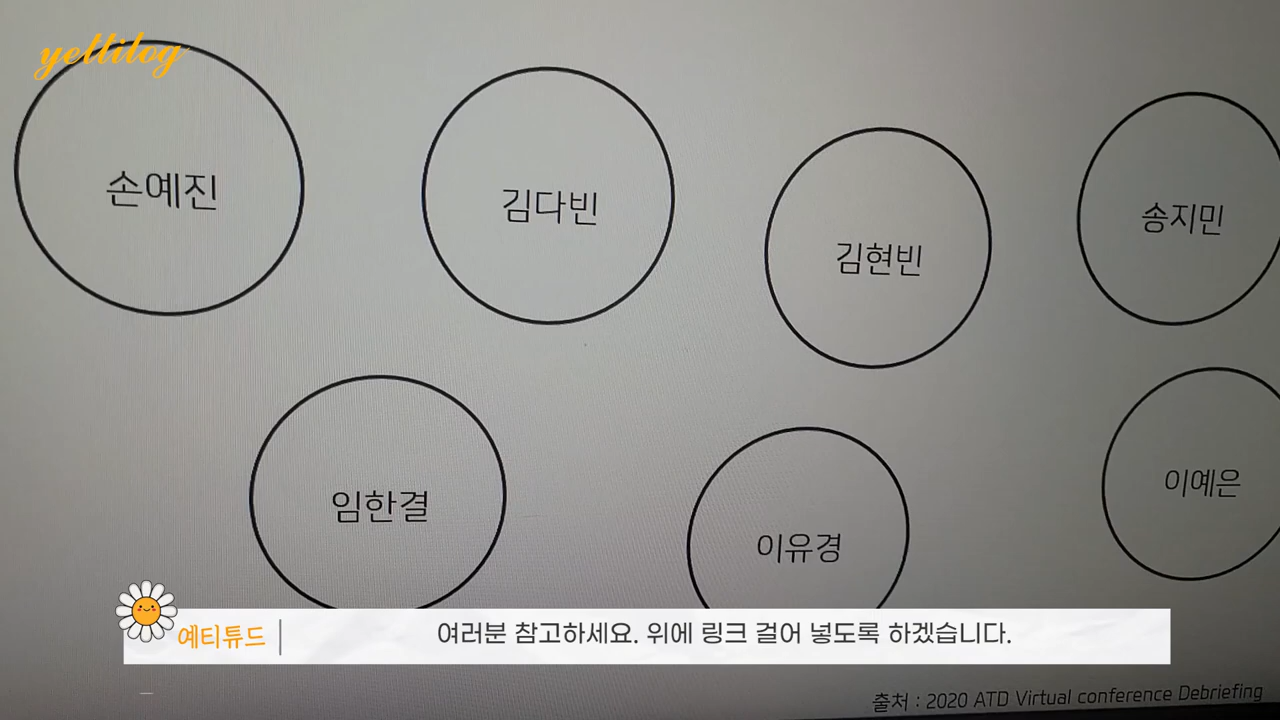 yettilog
손예진
김다빈
김현빈
송지민
임한결
이유경
이예은
예티튜드
여러분 참고하세요. 위에 링크 걸어 넣도록 하겠습니다.
출처 : 2020 ATD Virtual conference Debriefing